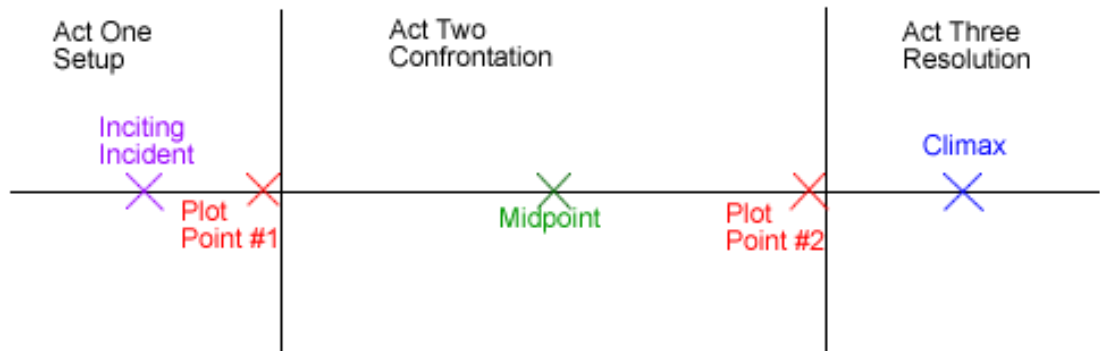 Act One
Setup
Act Two
Confrontation
Act Three
Resolution
Inciting
Incident
Climax
Plot
Point #1
Midpoint
Plot
Point #2